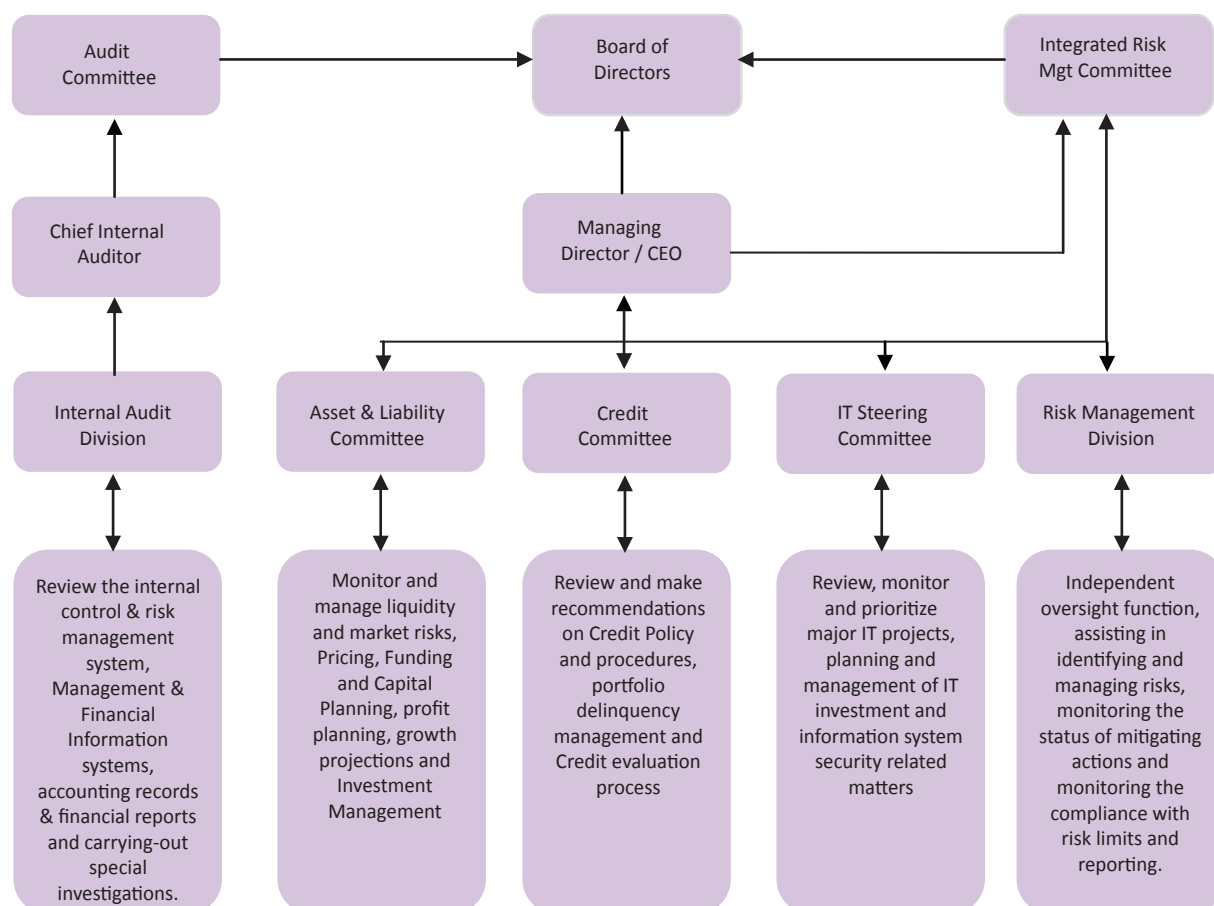 Audit
Committee
Board of
Directors
Integrated Risk
Mgt Committee
Chief Internal
Auditor
Managing
Director / CEO
Internal Audit
Division
Asset & Liability
Committee
Credit
Committee
IT Steering
Committee
Risk Management
Division
Review the internal
control & risk
management
system,
Management &
Financial
Information
systems,
accounting records
& financial reports
and carrying-out
special
investigations.
Monitor and
manage liquidity
and market risks,
Pricing, Funding
and Capital
Planning, profit
planning, growth
projections and
Investment
Management
Review and make
recommendations
on Credit Policy
and procedures,
portfolio
delinquency
management and
Credit evaluation
process
Review, monitor
and prioritize
major IT projects,
planning and
management of IT
investment and
information system
security related
matters
Independent
oversight function,
assisting in
identifying and
managing risks,
monitoring the
status of mitigating
actions and
monitoring the
compliance with
risk limits and
reporting.